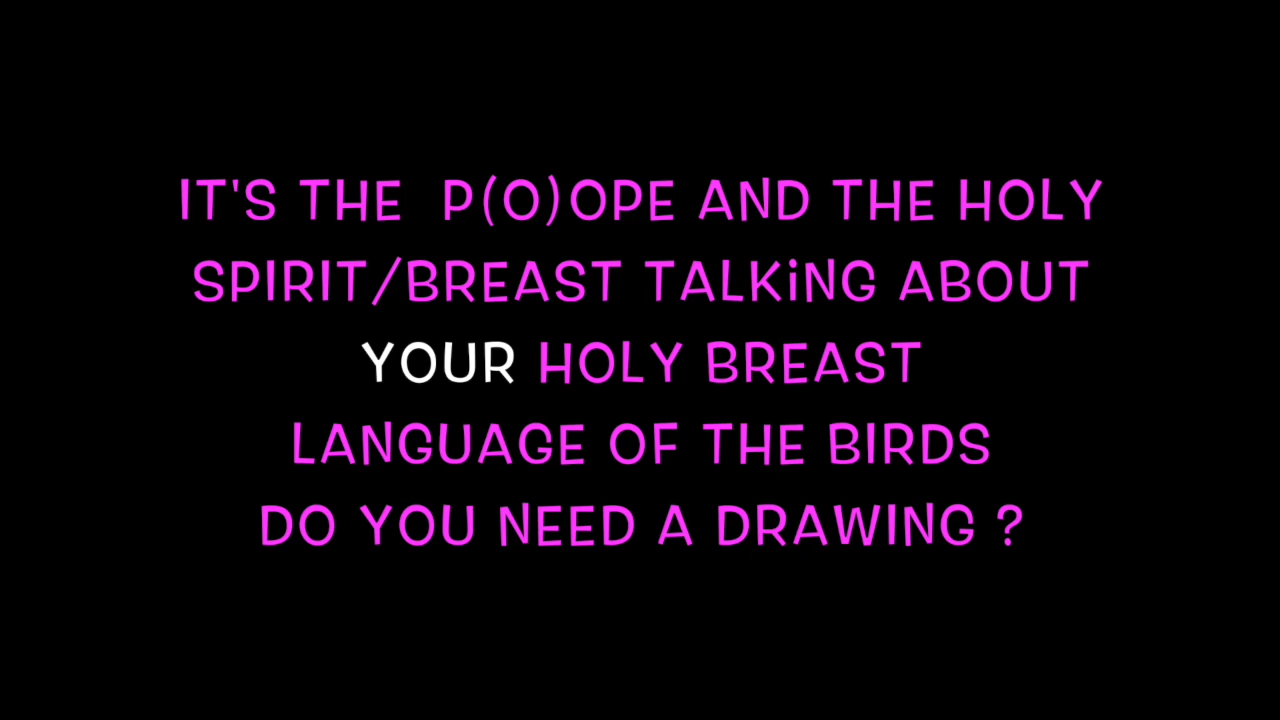 IT'S THE P(O)OPE AND THE HOLY
SPIRIT/BREAST TALKiNG ABOUT
YOUR HOLY BREAST
LANGUAGE OF THE BIRDS
DO YOU NEED A DRAWING ?